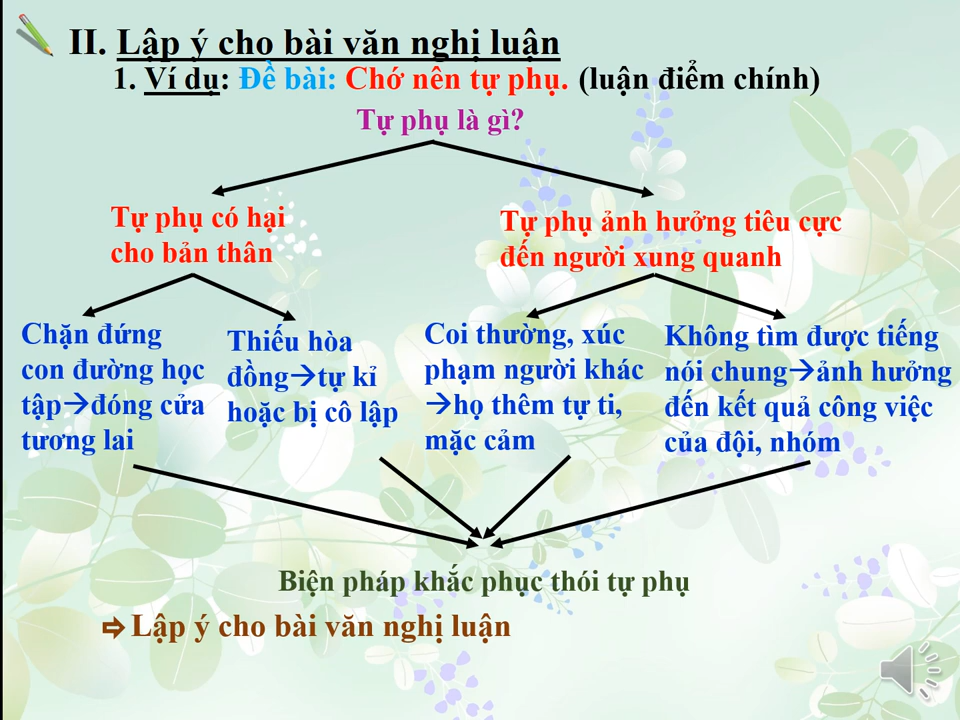 II. Lập ý cho bài văn nghị luận
1. Ví dụ: Đề bài: Chớ nên tự phụ. (luận điểm chính)
Tự phụ là gì?
Tự phụ có hại
cho bản thân
Tự phụ ảnh hưởng tiêu cực
đến người xung quanh
Chặn đứng
con đường học
tập→đóng cửa
tương lai
Thiếu hòa
đồng→tự kỉ
hoặc bị cô lập
Coi thường, xúc
phạm người khác
→họ thêm tự ti,
mặc cảm
Không tìm được tiếng
nói chung→ảnh hưởng
đến kết quả công việc
của đội, nhóm
Biện pháp khắc phục thói tự phụ
⇨ Lập ý cho bài văn nghị luận